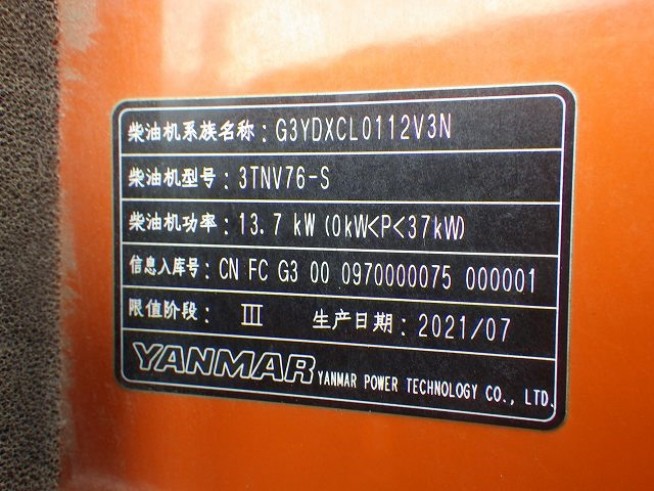 柴油机系族名称：G3YDXCL0112V3N
柴油机型号：3TNV76-S
柴油机功率：13.7 kW (0kW<P<37kW)
信息入库号：CN FC G3 00 0970000075 000001
限值阶段： III 生产日期：2021/07
YANMAR YANMAR POWER TECHNOLOGY CO., LTD.